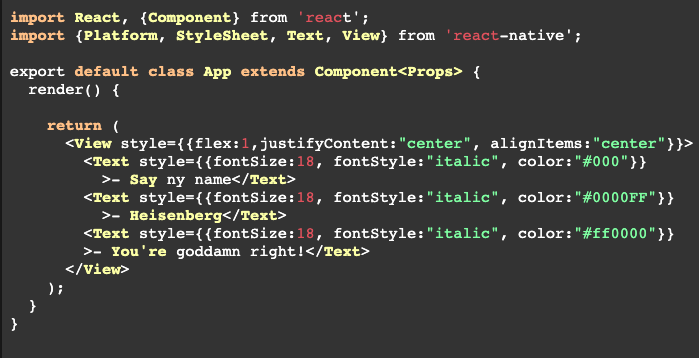 import React, {Component} from 'react';
import {Platform, StyleSheet, Text, View} from 'react-native';

export default class App extends Component<Props> {
  render() {

    return (
      <View style={{flex:1,justifyContent:"center", alignItems:"center"}}>
        <Text style={{fontSize:18, fontStyle:"italic", color:"#000"}}
          >- Say ny name</Text>
        <Text style={{fontSize:18, fontStyle:"italic", color:"#0000FF"}}
          >- Heisenberg</Text>
        <Text style={{fontSize:18, fontStyle:"italic", color:"#ff0000"}}
        >- You're goddamn right!</Text>
      </View>
    );
  }
}